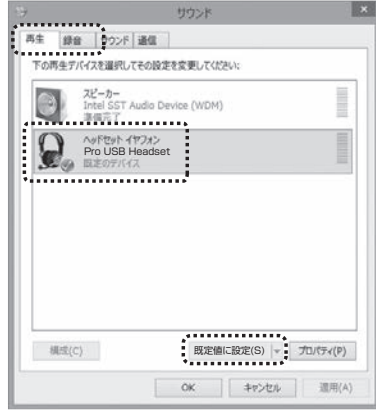 サウンド
再生 録音 サウンド 通信
下の再生デバイスを選択してその設定を変更してください:
スピーカー
Intel SST Audio Device (WDM)
準備完了
ヘッドセット イヤフォン
Pro USB Headset
既定のデバイス
構成(C) 既定値に設定(S) プロパティ(P)
OK キャンセル 適用(A)